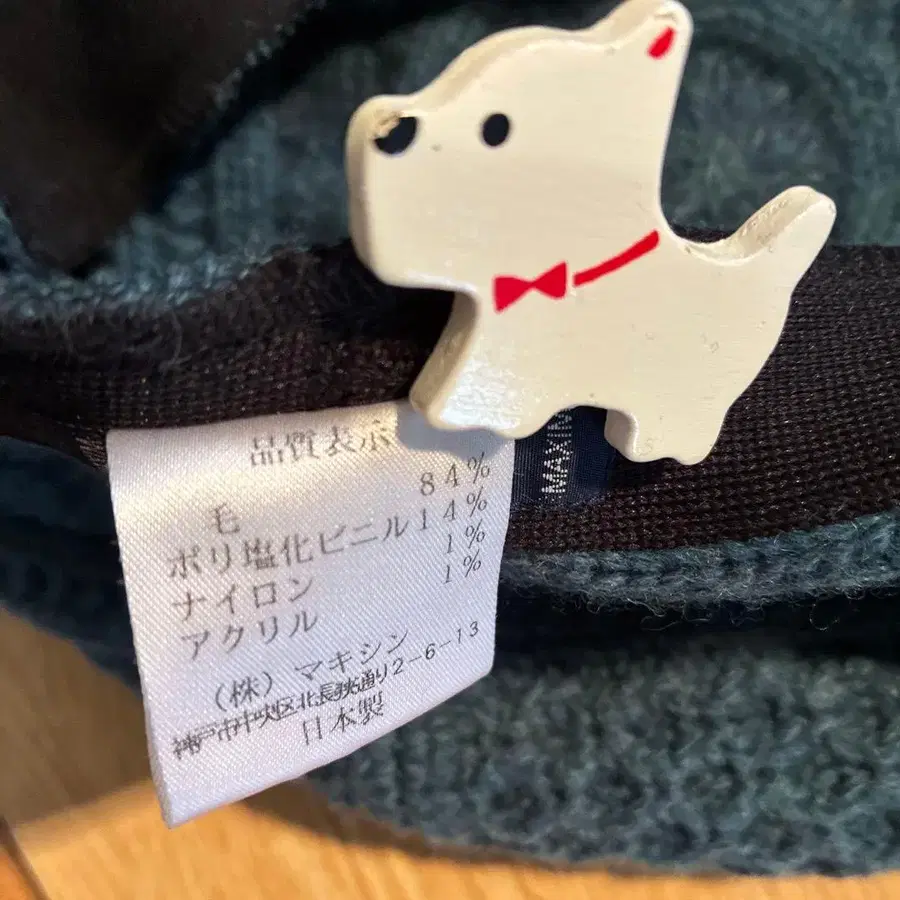 品質表示
毛 84%
ポリ塩化ビニル 14%
ナイロン 1%
アクリル 1%
(株) マキシン
神戸市中央区北長狭通り2-6-13
日本製
MAXIN